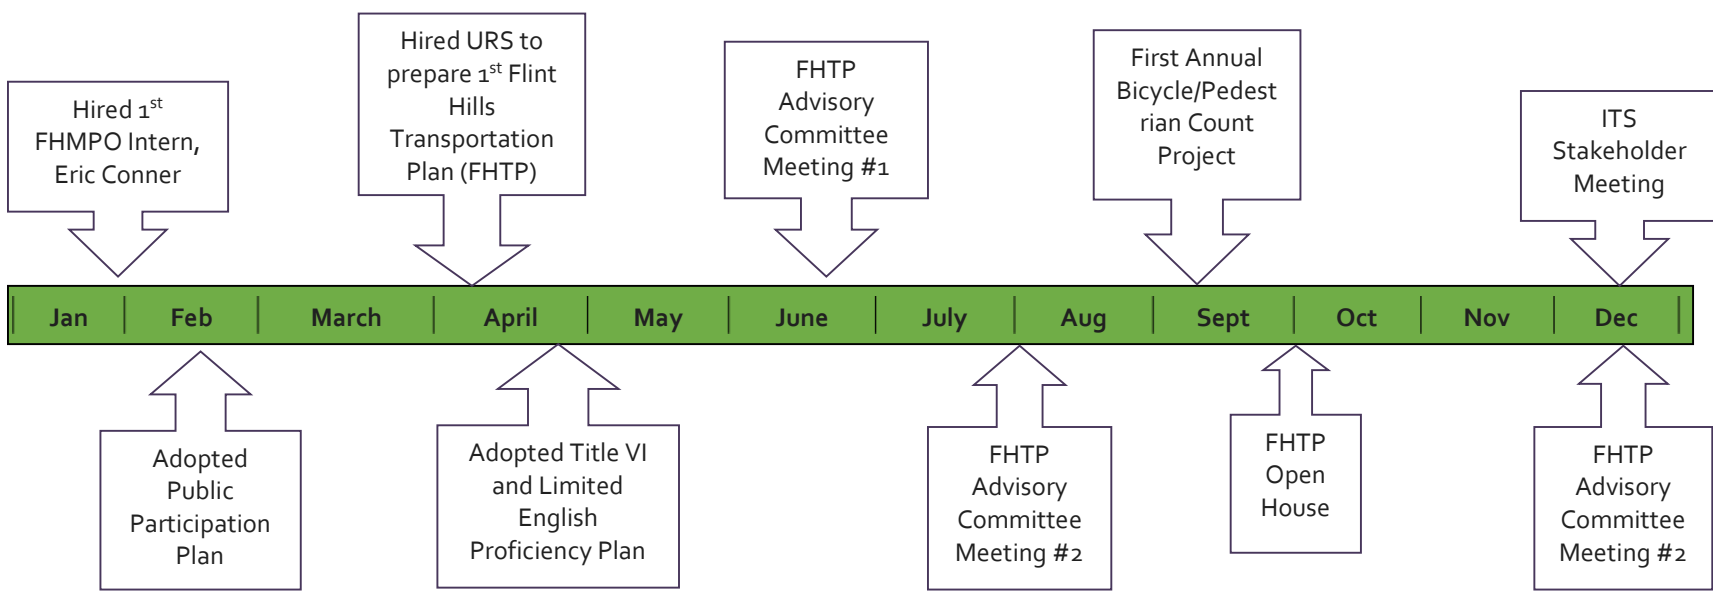 Hired 1st
FHMPO Intern,
Eric Conner
Hired URS to
prepare 1st Flint
Hills
Transportation
Plan (FHTP)
FHTP
Advisory
Committee
Meeting #1
First Annual
Bicycle/Pedest
rian Count
Project
ITS
Stakeholder
Meeting
Jan Feb March April May June July Aug Sept Oct Nov Dec
Adopted
Public
Participation
Plan
Adopted Title VI
and Limited
English
Proficiency Plan
FHTP
Advisory
Committee
Meeting #2
FHTP
Open
House
FHTP
Advisory
Committee
Meeting #2